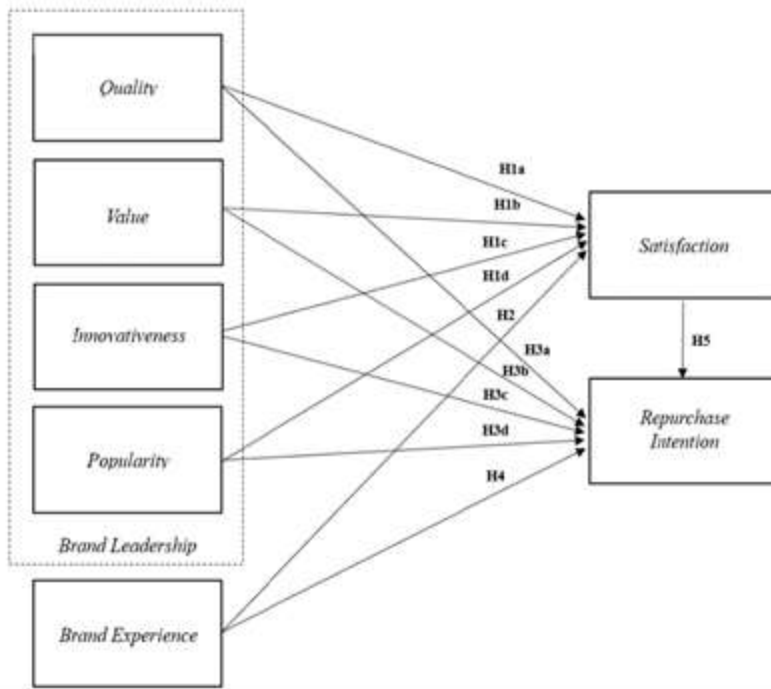 Quality
Value
Innovativeness
Popularity
Brand Leadership
Brand Experience
H1a
H1b
H1c
H1d
H2
H3a
H3b
H3c
H3d
H4
Satisfaction
H5
Repurchase
Intention